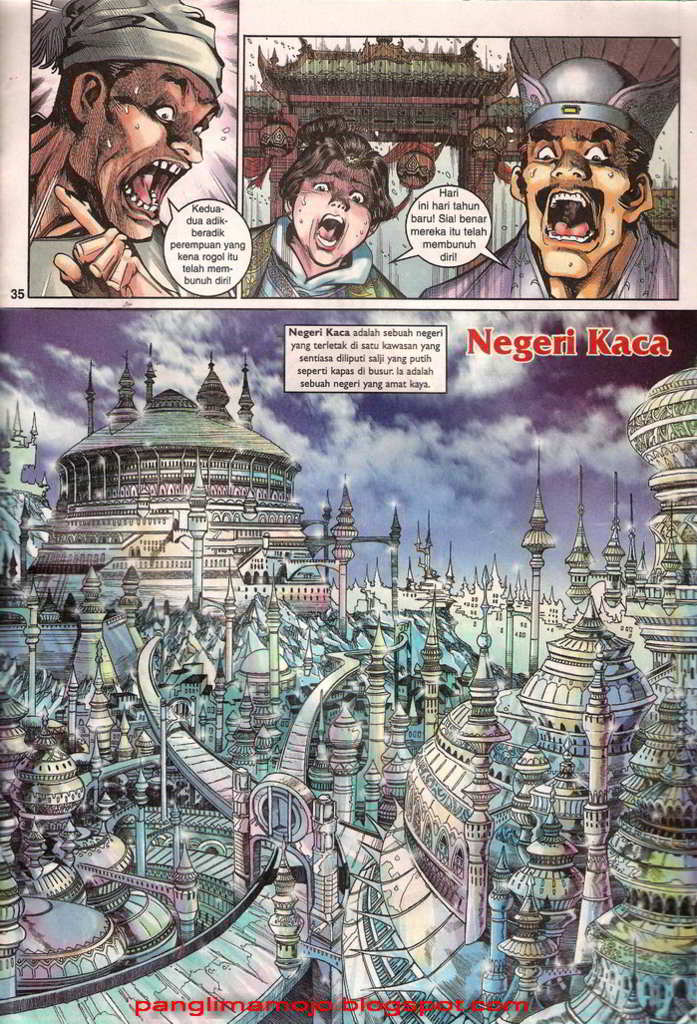 Kedua-
dua adik-
beradik
perempuan yang
kena rogol itu
telah mem-
bunuh diri!
Hari
ini hari tahun
baru! Sial benar
mereka itu telah
membunuh
diri!
35
Negeri Kaca adalah sebuah negeri
yang terletak di satu kawasan yang
sentiasa diliputi salji yang putih
seperti kapas di busur. Ia adalah
sebuah negeri yang amat kaya.
Negeri Kaca
panglimamojo.blogspot.com